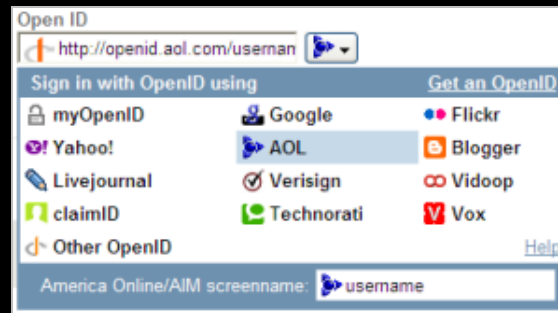 Open ID
http://openid.aol.com/usernan
Sign in with OpenID using Get an OpenID
myOpenID Google Flickr
Yahoo! AOL Blogger
Livejournal Verisign Vidoop
claimID Technorati Vox
Other OpenID Help
America Online/AIM screenname: username